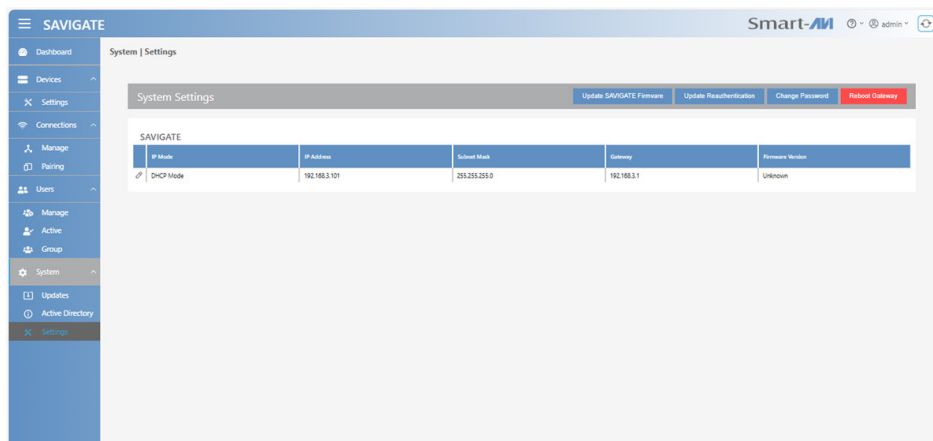 SAVIGATE
Smart-AVI
admin
Dashboard
System | Settings
Devices
Settings
System Settings
Update SAVIGATE Firmware
Update Reauthentication
Change Password
Reboot Gateway
Connections
Manage
Pairing
SAVIGATE
IP Mode IP Address Subnet Mask Gateway Firmware Version
DHCP Mode 192.168.3.101 255.255.255.0 192.168.3.1 Unknown
Users
Manage
Active
Group
System
Updates
Active Directory
Settings